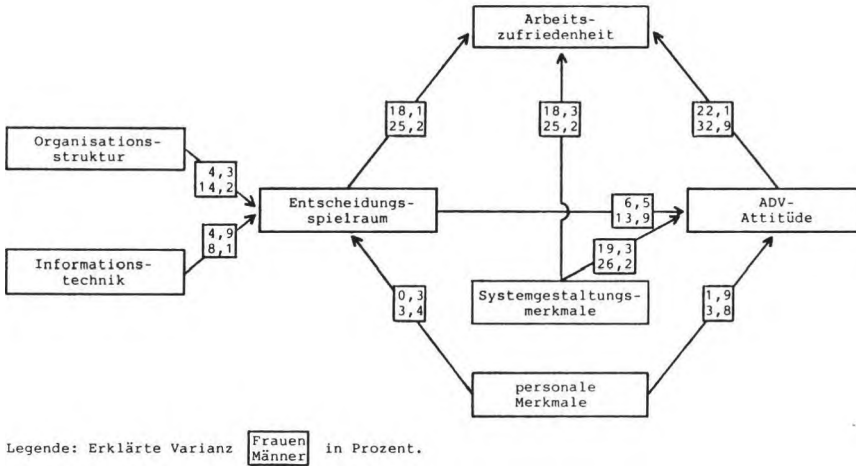 Arbeits-
zufriedenheit
18,1
25,2
18,3
25,2
22,1
32,9
Organisations-
struktur
4,3
14,2
Entscheidungs-
spielraum
6,5
13,9
ADV-
Attitüde
4,9
8,1
Informations-
technik
19,3
26,2
Systemgestaltungs-
merkmale
0,3
3,4
1,9
3,8
personale
Merkmale
Legende: Erklärte Varianz Frauen in Prozent.
Männer